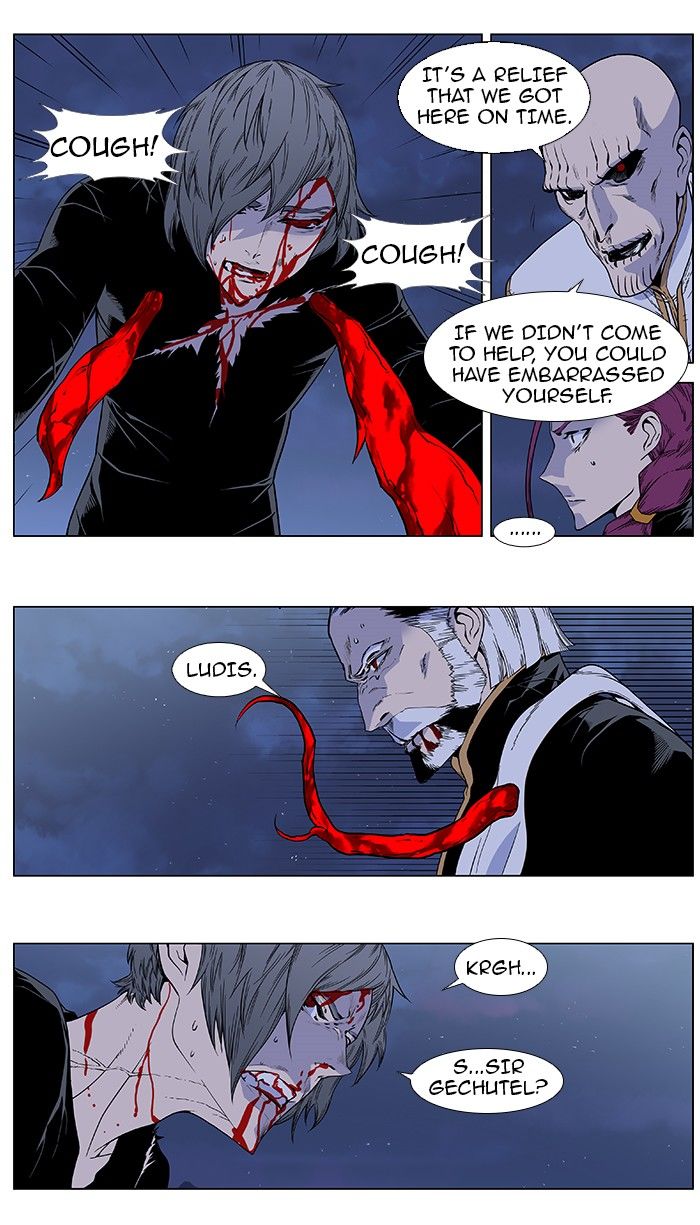 COUGH!
COUGH!
IT'S A RELIEF
THAT WE GOT
HERE ON TIME.
IF WE DIDN'T COME
TO HELP, YOU COULD
HAVE EMBARRASSED
YOURSELF.
......
LUDIS.
KRGH...
S...SIR
GECHUTEL?